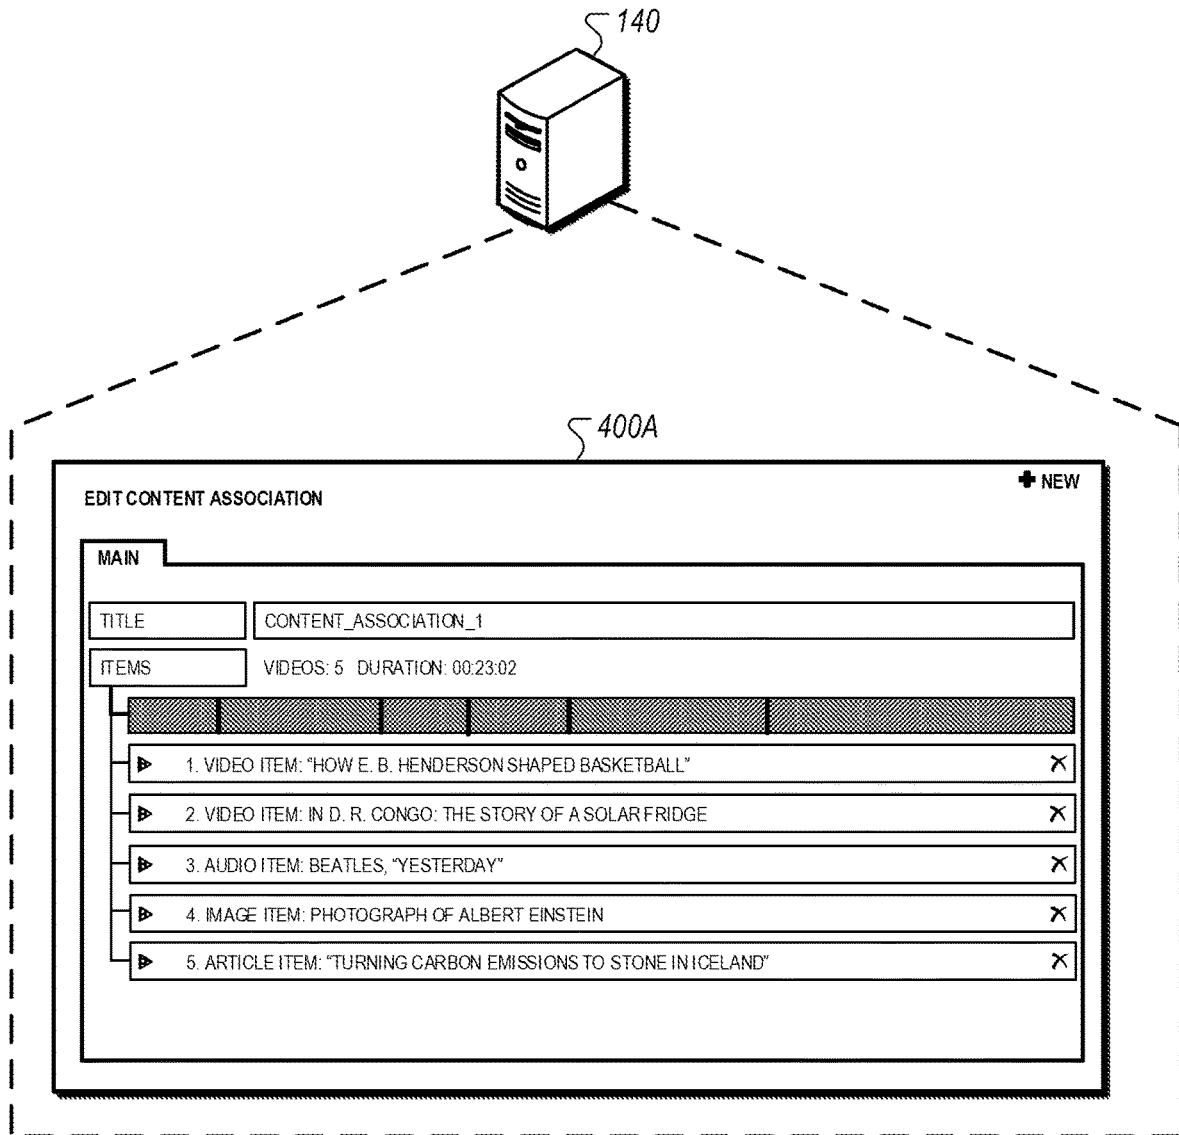 140
400A
+ NEW
EDIT CONTENT ASSOCIATION
MAIN
TITLE CONTENT_ASSOCIATION_1
ITEMS VIDEOS: 5 DURATION: 00:23:02
1. VIDEO ITEM: “HOW E. B. HENDERSON SHAPED BASKETBALL”
2. VIDEO ITEM: IN D. R. CONGO: THE STORY OF A SOLAR FRIDGE
3. AUDIO ITEM: BEATLES, “YESTERDAY”
4. IMAGE ITEM: PHOTOGRAPH OF ALBERT EINSTEIN
5. ARTICLE ITEM: “TURNING CARBON EMISSIONS TO STONE IN ICELAND”